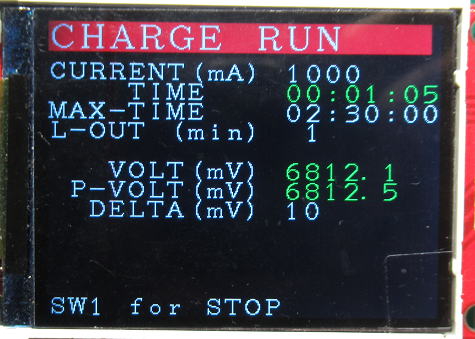 CHARGE RUN
CURRENT(mA) 1000
TIME 00:01:05
MAX-TIME 02:30:00
L-OUT (min) 1
VOLT(mV) 6812.1
P-VOLT(mV) 6812.5
DELTA(mV) 10
SW1 for STOP